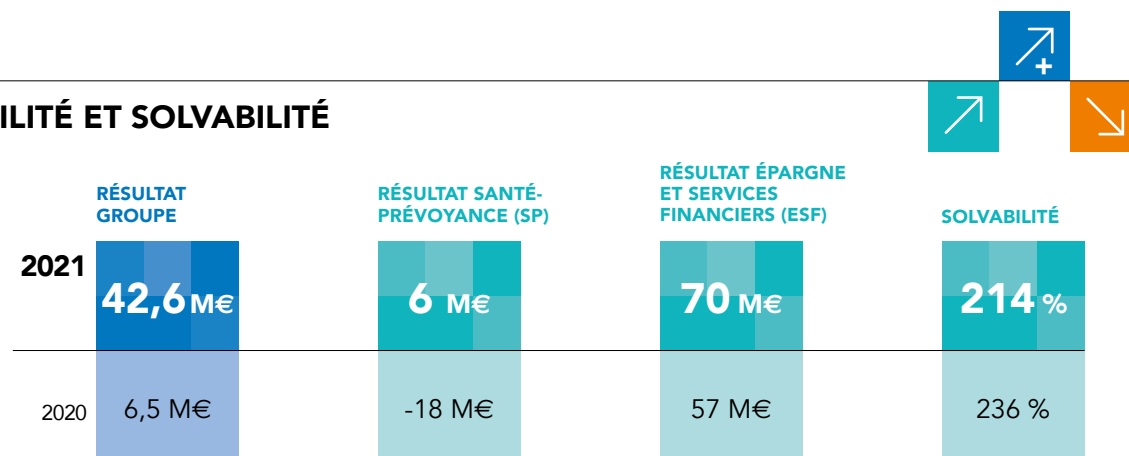 ILITÉ ET SOLVABILITÉ
RÉSULTAT
GROUPE
RÉSULTAT SANTÉ-
PRÉVOYANCE (SP)
RÉSULTAT ÉPARGNE
ET SERVICES
FINANCIERS (ESF)
SOLVABILITÉ
2021
42,6 M€
6 M€
70 M€
214 %
2020
6,5 M€
-18 M€
57 M€
236 %